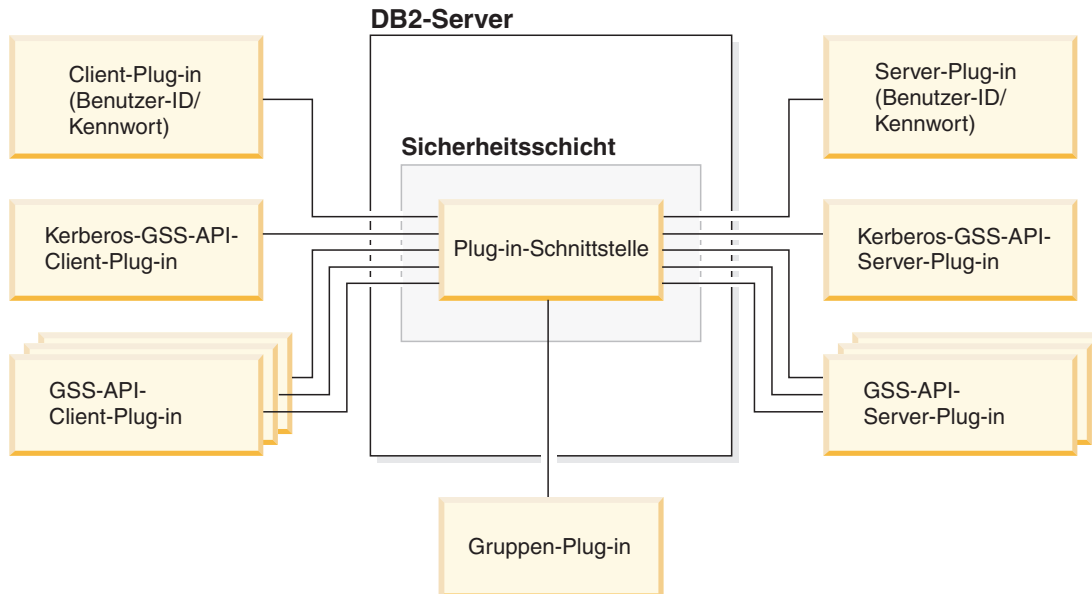 DB2-Server
Client-Plug-in
(Benutzer-ID/
Kennwort)
Server-Plug-in
(Benutzer-ID/
Kennwort)
Sicherheitsschicht
Kerberos-GSS-API-
Client-Plug-in
Plug-in-Schnittstelle
Kerberos-GSS-API-
Server-Plug-in
GSS-API-
Client-Plug-in
GSS-API-
Server-Plug-in
Gruppen-Plug-in